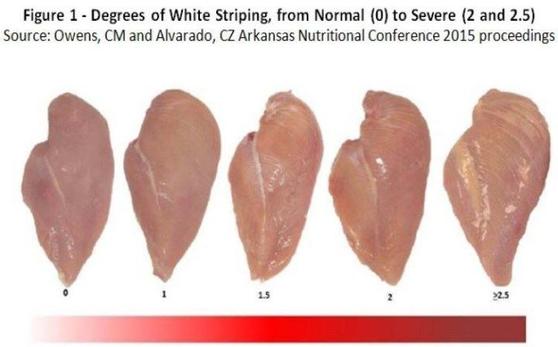 Figure 1 - Degrees of White Striping, from Normal (0) to Severe (2 and 2.5)
Source: Owens, CM and Alvarado, CZ Arkansas Nutritional Conference 2015 proceedings
0 1 1.5 2 ≥2.5